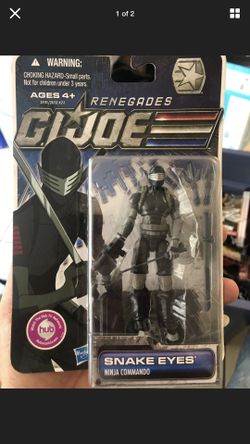 1 of 2
WARNING:
CHOKING HAZARD-Small parts.
Not for children under 3 years.
AGES 4+
RENEGADES
G.I. JOE
hub
SNAKE EYES
NINJA COMMANDO
Hasbro